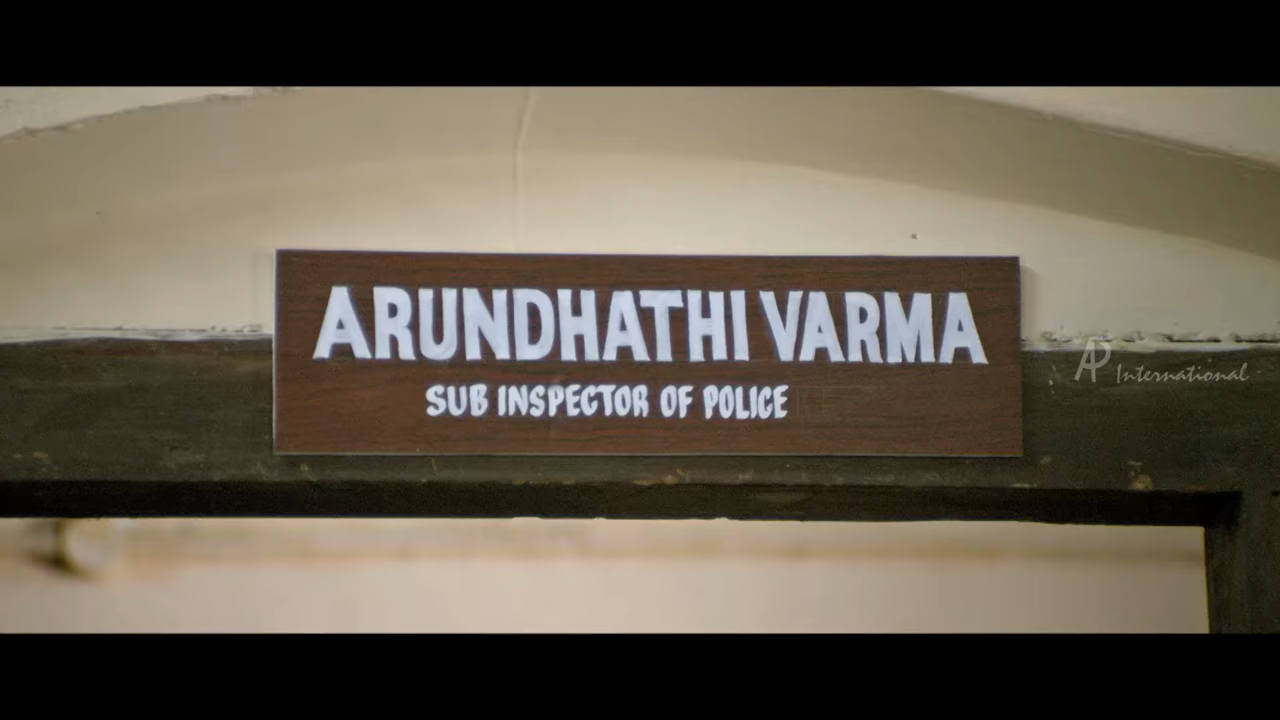 ARUNDHATHI VARMA
SUB INSPECTOR OF POLICE
AP International